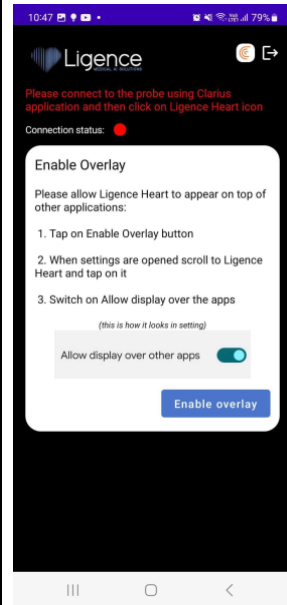 10:47
79%
Ligence
MEDICAL AI SOLUTIONS
Please connect to the probe using Clarius
application and then click on Ligence Heart icon
Connection status:
Enable Overlay
Please allow Ligence Heart to appear on top of
other applications:
1. Tap on Enable Overlay button
2. When settings are opened scroll to Ligence
Heart and tap on it
3. Switch on Allow display over the apps
(this is how it looks in setting)
Allow display over other apps
Enable overlay